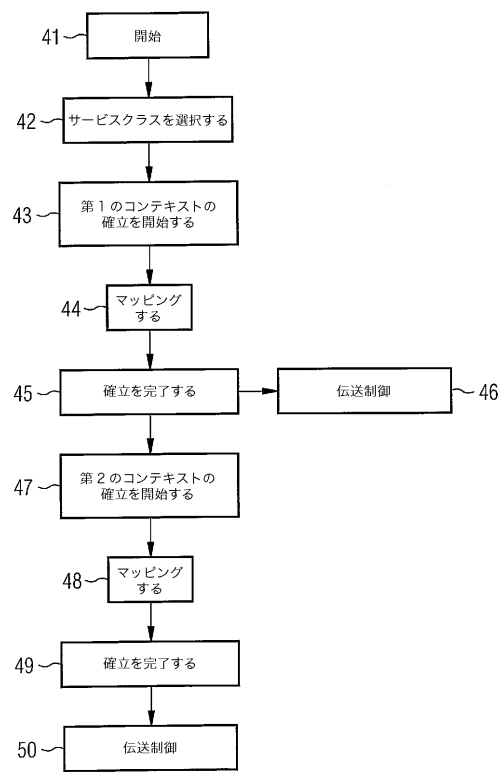 41
開始
42
サービスクラスを選択する
43
第1のコンテキストの
確立を開始する
44
マッピング
する
45
確立を完了する
伝送制御
46
47
第2のコンテキストの
確立を開始する
48
マッピング
する
49
確立を完了する
50
伝送制御